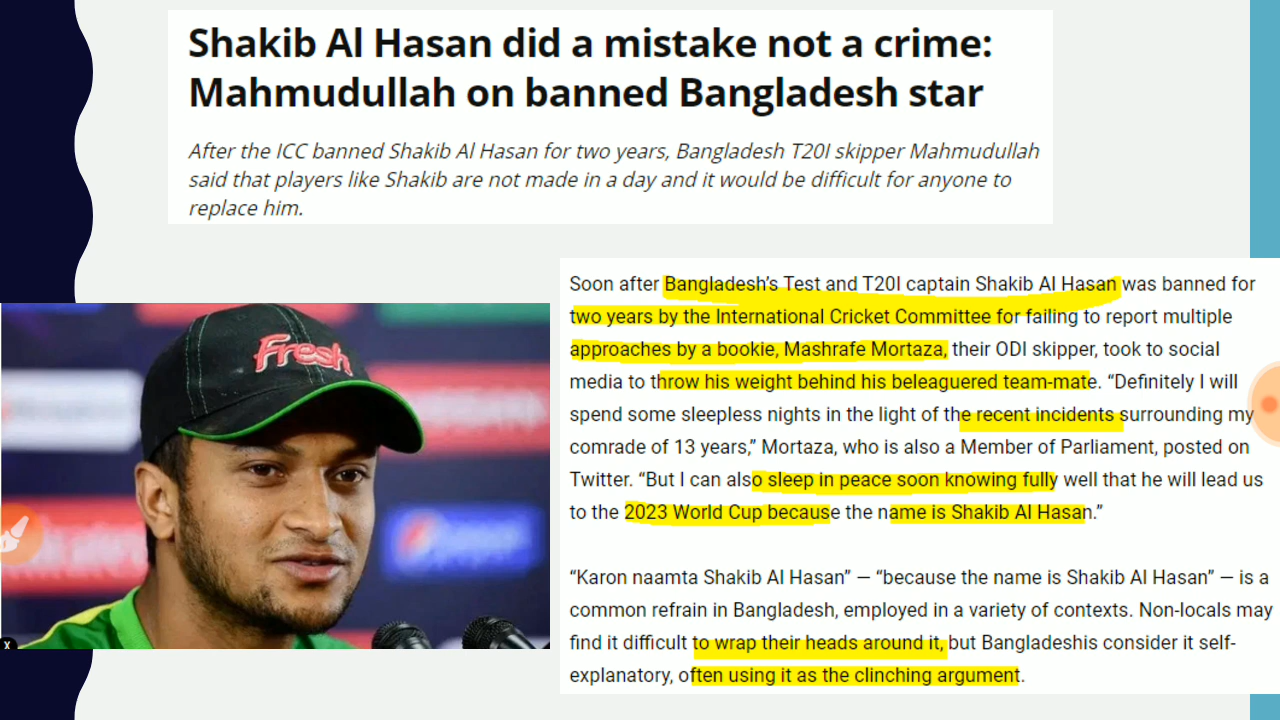 Shakib Al Hasan did a mistake not a crime:
Mahmudullah on banned Bangladesh star
After the ICC banned Shakib Al Hasan for two years, Bangladesh T20I skipper Mahmudullah
said that players like Shakib are not made in a day and it would be difficult for anyone to
replace him.
Fresh
Soon after Bangladesh’s Test and T20I captain Shakib Al Hasan was banned for
two years by the International Cricket Committee for failing to report multiple
approaches by a bookie, Mashrafe Mortaza, their ODI skipper, took to social
media to throw his weight behind his beleaguered team-mate. “Definitely I will
spend some sleepless nights in the light of the recent incidents surrounding my
comrade of 13 years,” Mortaza, who is also a Member of Parliament, posted on
Twitter. “But I can also sleep in peace soon knowing fully well that he will lead us
to the 2023 World Cup because the name is Shakib Al Hasan.”
“Karon naamta Shakib Al Hasan” — “because the name is Shakib Al Hasan” — is a
common refrain in Bangladesh, employed in a variety of contexts. Non-locals may
find it difficult to wrap their heads around it, but Bangladeshis consider it self-
explanatory, often using it as the clinching argument.
X